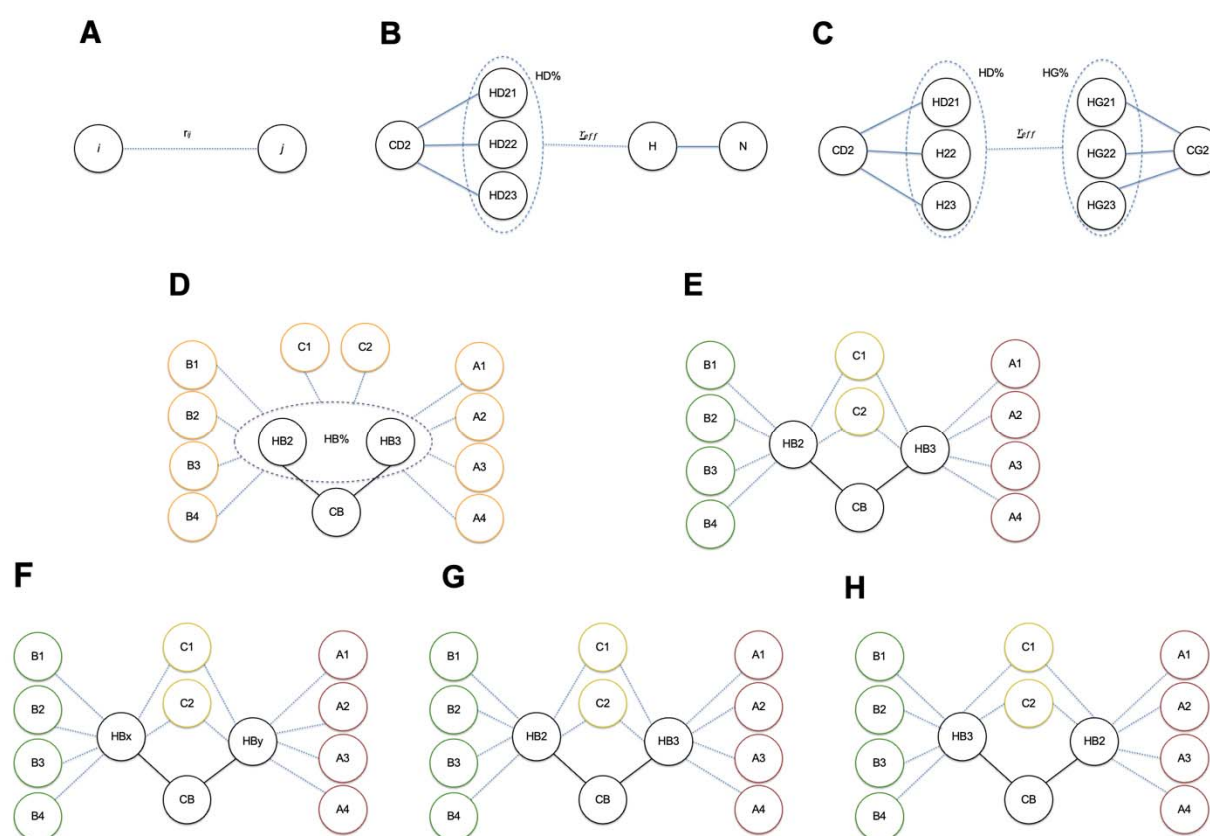 A
i
rij
j
B
CD2
HD21
HD22
HD23
HD%
reff
H
N
C
CD2
HD21
H22
H23
HD%
reff
HG%
HG21
HG22
HG23
CG2
D
B1
B2
B3
B4
C1
C2
HB2
HB%
HB3
CB
A1
A2
A3
A4
E
B1
B2
B3
B4
C1
C2
HB2
HB3
CB
A1
A2
A3
A4
F
B1
B2
B3
B4
C1
C2
HBx
HBy
CB
A1
A2
A3
A4
G
B1
B2
B3
B4
C1
C2
HB2
HB3
CB
A1
A2
A3
A4
H
B1
B2
B3
B4
C1
C2
HB3
HB2
CB
A1
A2
A3
A4